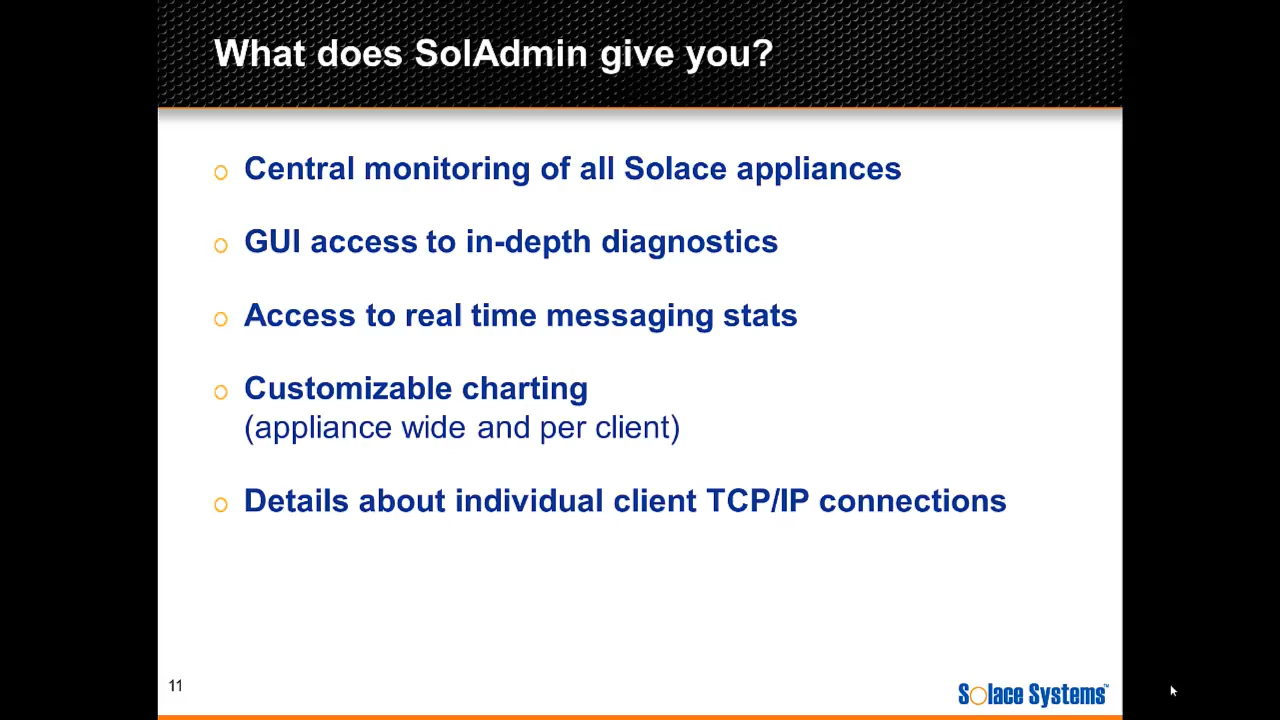 What does SolAdmin give you?
o Central monitoring of all Solace appliances
o GUI access to in-depth diagnostics
o Access to real time messaging stats
o Customizable charting
(appliance wide and per client)
o Details about individual client TCP/IP connections
11
Solace Systems™